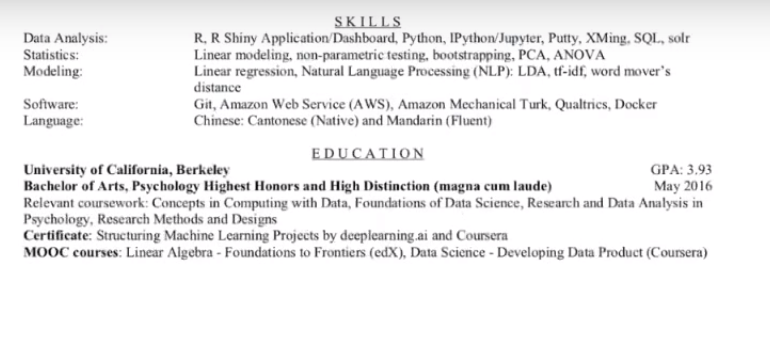 SKILLS
Data Analysis: R, R Shiny Application/Dashboard, Python, IPython/Jupyter, Putty, XMing, SQL, solr
Statistics: Linear modeling, non-parametric testing, bootstrapping, PCA, ANOVA
Modeling: Linear regression, Natural Language Processing (NLP): LDA, tf-idf, word mover's
distance
Software: Git, Amazon Web Service (AWS), Amazon Mechanical Turk, Qualtrics, Docker
Language: Chinese: Cantonese (Native) and Mandarin (Fluent)
EDUCATION
University of California, Berkeley GPA: 3.93
Bachelor of Arts, Psychology Highest Honors and High Distinction (magna cum laude) May 2016
Relevant coursework: Concepts in Computing with Data, Foundations of Data Science, Research and Data Analysis in
Psychology, Research Methods and Designs
Certificate: Structuring Machine Learning Projects by deeplearning.ai and Coursera
MOOC courses: Linear Algebra - Foundations to Frontiers (edX), Data Science - Developing Data Product (Coursera)